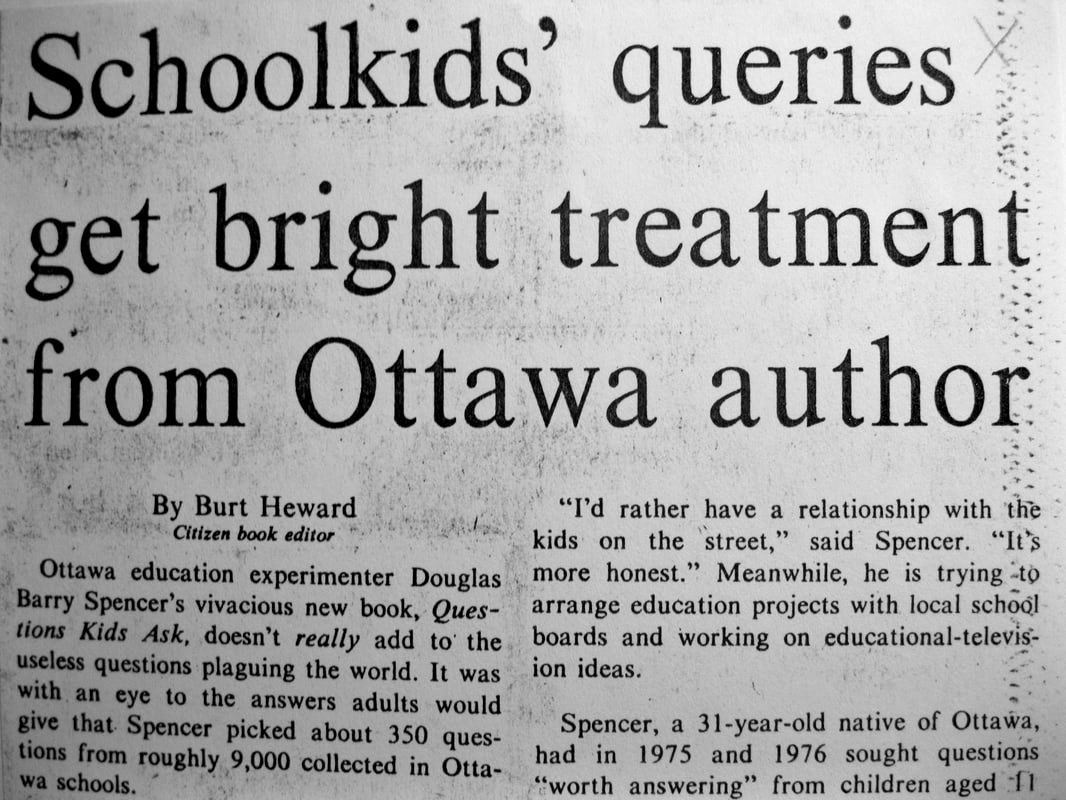 Schoolkids' queries
get bright treatment
from Ottawa author
By Burt Heward
Citizen book editor
Ottawa education experimenter Douglas
Barry Spencer's vivacious new book, Ques-
tions Kids Ask, doesn't really add to the
useless questions plaguing the world. It was
with an eye to the answers adults would
give that Spencer picked about 350 ques-
tions from roughly 9,000 collected in Otta-
wa schools.
"I'd rather have a relationship with the
kids on the street," said Spencer. "It's
more honest." Meanwhile, he is trying to
arrange education projects with local school
boards and working on educational-televis-
ion ideas.
Spencer, a 31-year-old native of Ottawa,
had in 1975 and 1976 sought questions
"worth answering" from children aged 11